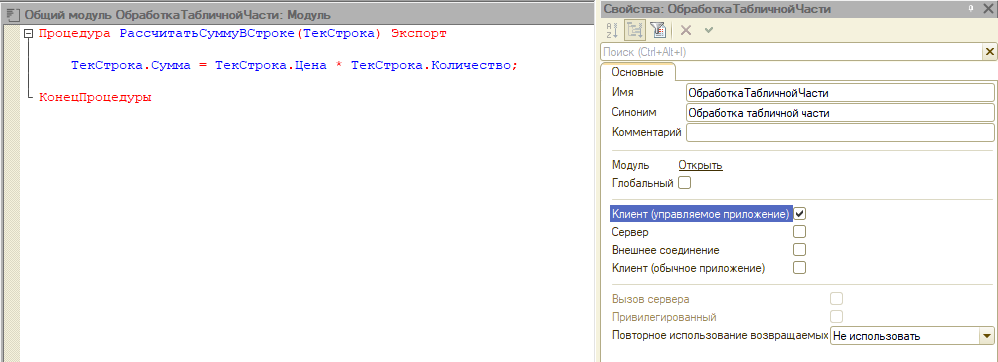 Общий модуль ОбработкаТабличнойЧасти: Модуль
Процедура РассчитатьСуммуВСтроке(ТекСтрока) Экспорт
ТекСтрока.Сумма = ТекСтрока.Цена * ТекСтрока.Количество;
КонецПроцедуры
Свойства: ОбработкаТабличнойЧасти
Поиск (Ctrl+Alt+I)
Основные
Имя ОбработкаТабличнойЧасти
Синоним Обработка табличной части
Комментарий
Модуль Открыть
Глобальный
Клиент (управляемое приложение)
Сервер
Внешнее соединение
Клиент (обычное приложение)
Вызов сервера
Привилегированный
Повторное использование возвращаемых Не использовать